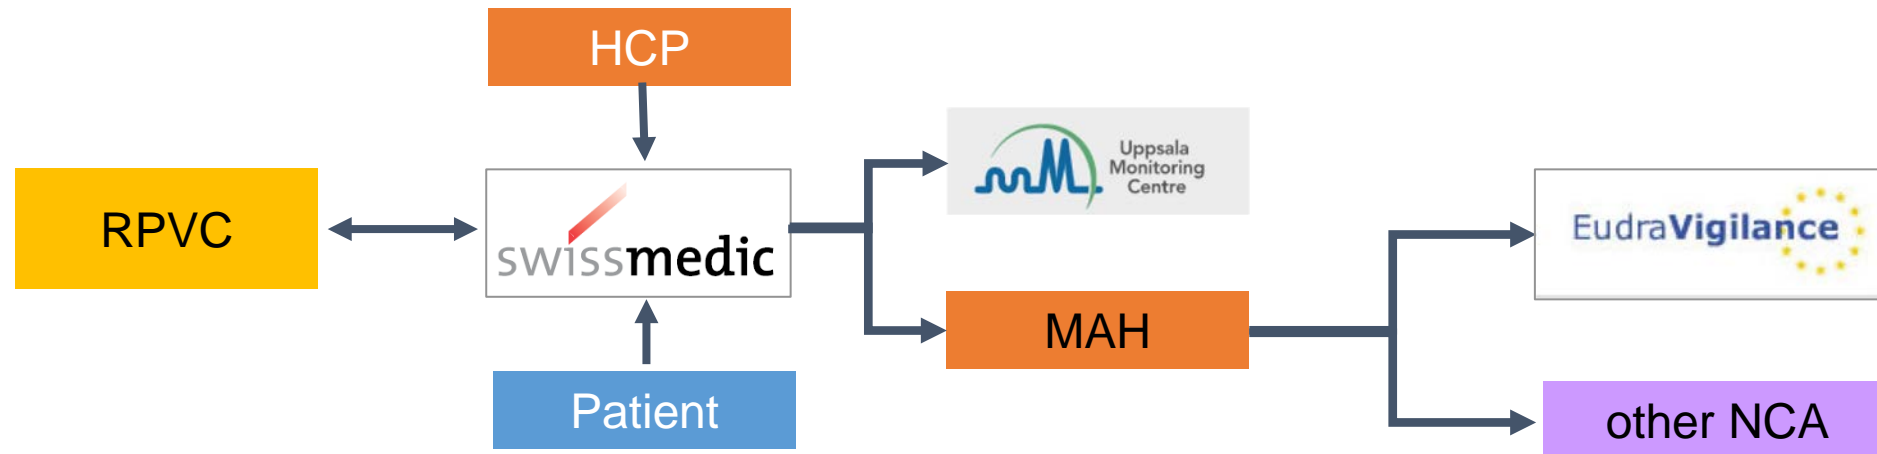 HCP
RPVC
swissmedic
Patient
Uppsala
Monitoring
Centre
MAH
EudraVigilance
other NCA